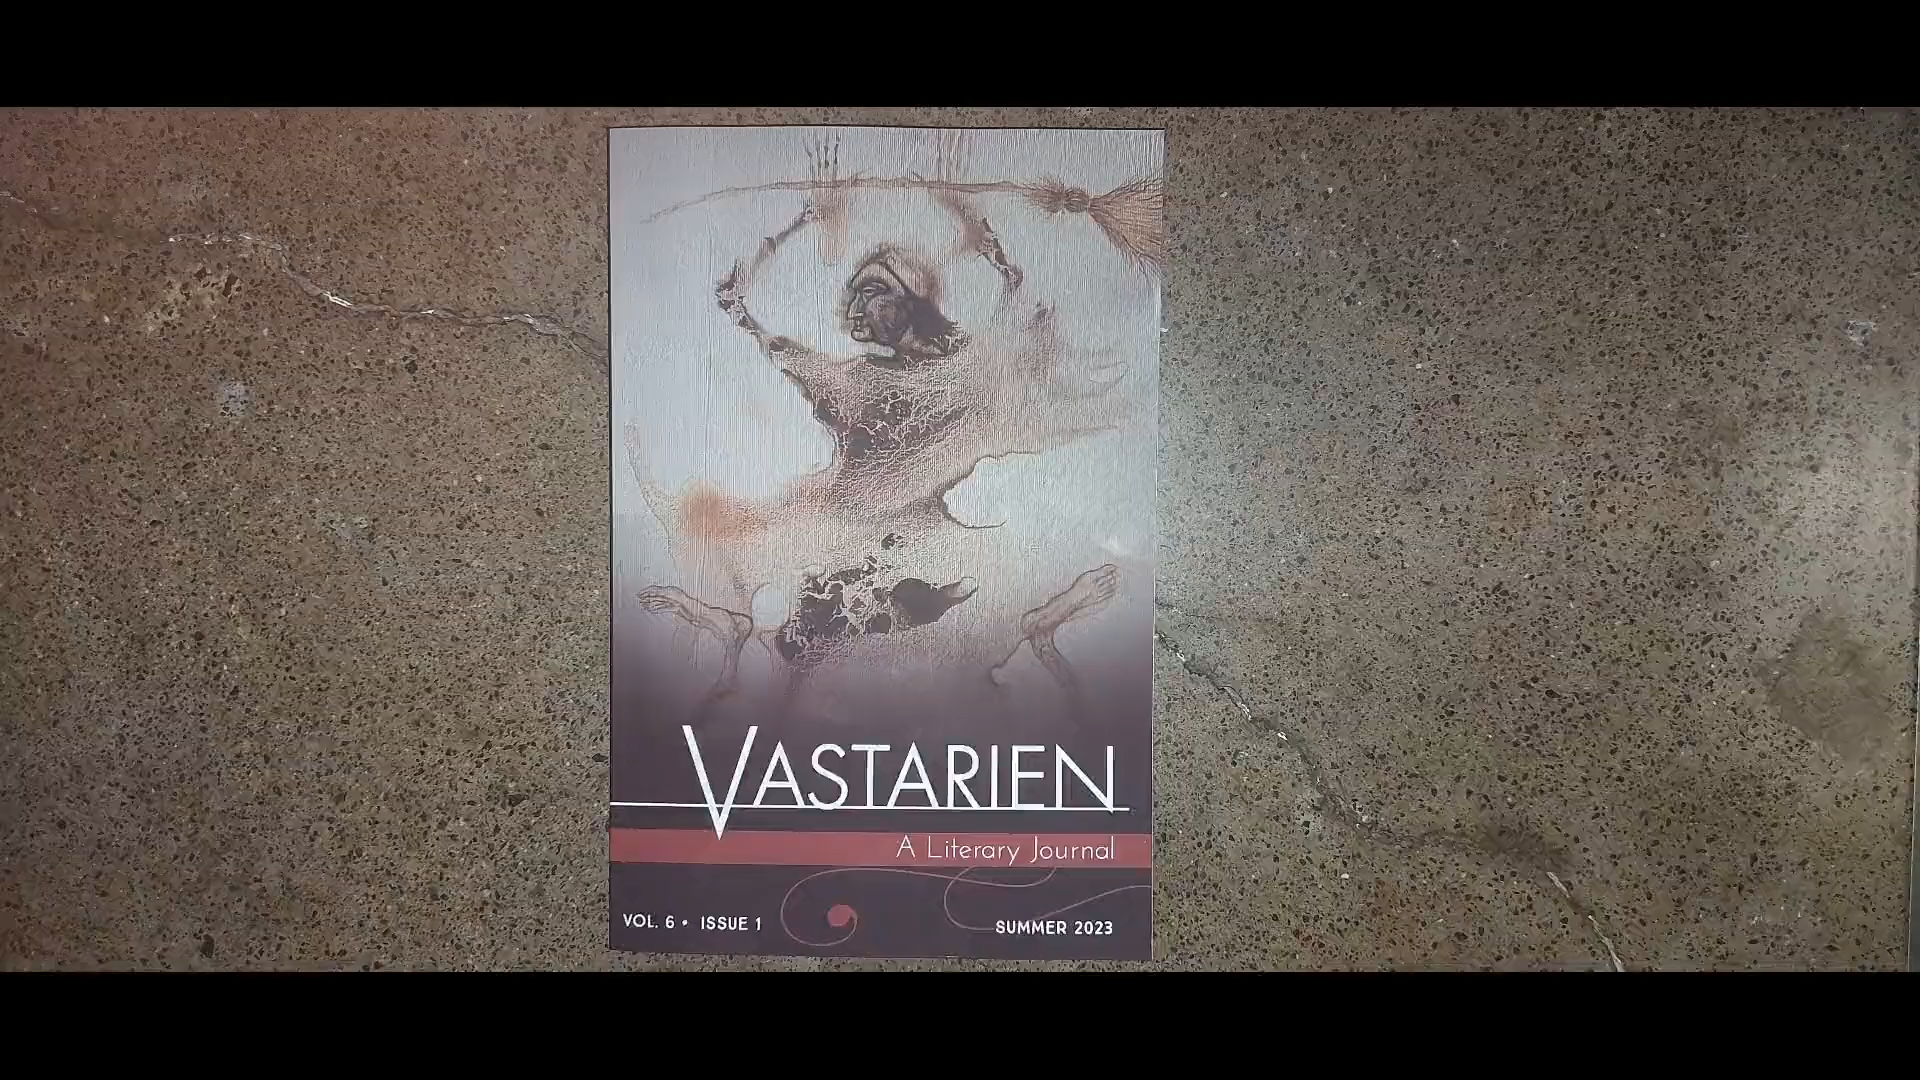 VASTARIEN
A Literary Journal
VOL. 6 • ISSUE 1
SUMMER 2023